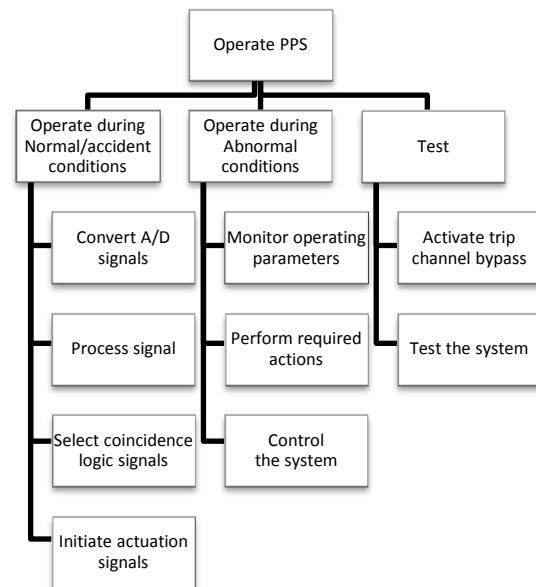 Operate PPS
Operate during
Normal/accident
conditions
Operate during
Abnormal
conditions
Test
Convert A/D
signals
Monitor operating
parameters
Activate trip
channel bypass
Process signal
Perform required
actions
Test the system
Select coincidence
logic signals
Control
the system
Initiate actuation
signals